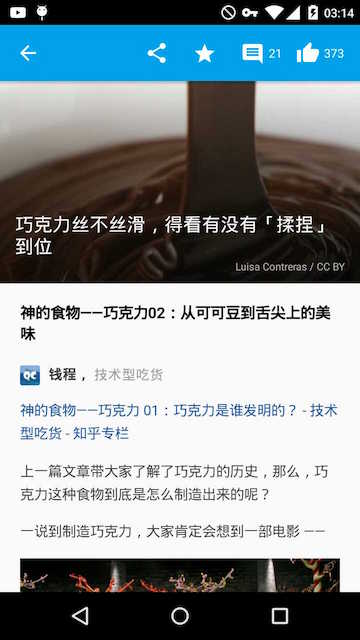 03:14
21
373
巧克力丝不丝滑，得看有没有「揉捏」
到位
Luisa Contreras / CC BY
神的食物——巧克力02：从可可豆到舌尖上的美
味
QC 钱程，技术型吃货
神的食物——巧克力 01：巧克力是谁发明的？ - 技术
型吃货 - 知乎专栏
上一篇文章带大家了解了巧克力的历史，那么，巧
克力这种食物到底是怎么制造出来的呢？
一说到制造巧克力，大家肯定会想到一部电影 ——